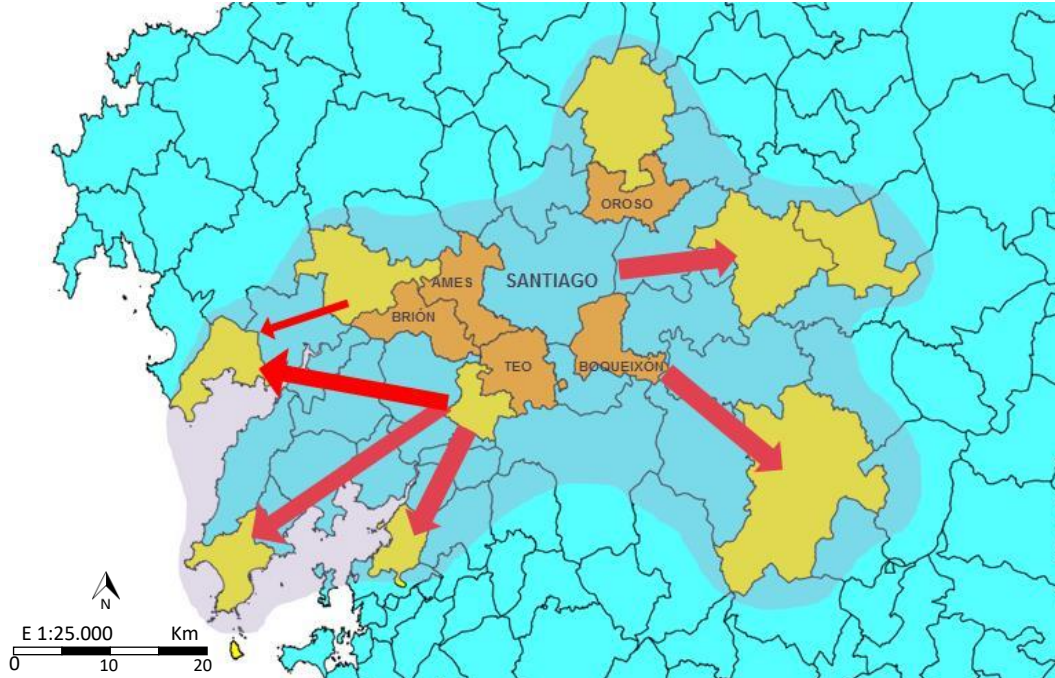 OROSO
SANTIAGO
AMES
BRIÓN
TEO
BOQUEIXÓN
N
E 1:25.000 Km
0 10 20